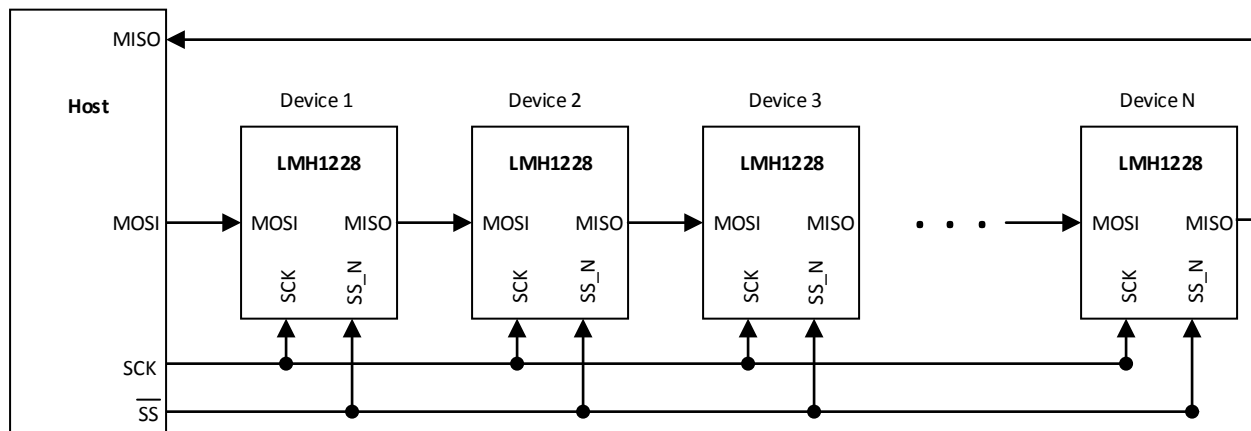 MISO
Host
Device 1 Device 2 Device 3 Device N
LMH1228 LMH1228 LMH1228 LMH1228
MOSI MOSI MISO MOSI MISO MOSI MISO . . . MOSI MISO
SCK SS_N SCK SS_N SCK SS_N SCK SS_N
SCK
SS